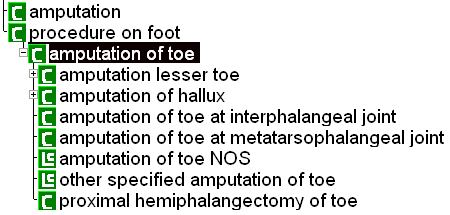 amputation
procedure on foot
amputation of toe
amputation lesser toe
amputation of hallux
amputation of toe at interphalangeal joint
amputation of toe at metatarsophalangeal joint
amputation of toe NOS
other specified amputation of toe
proximal hemiphalangectomy of toe